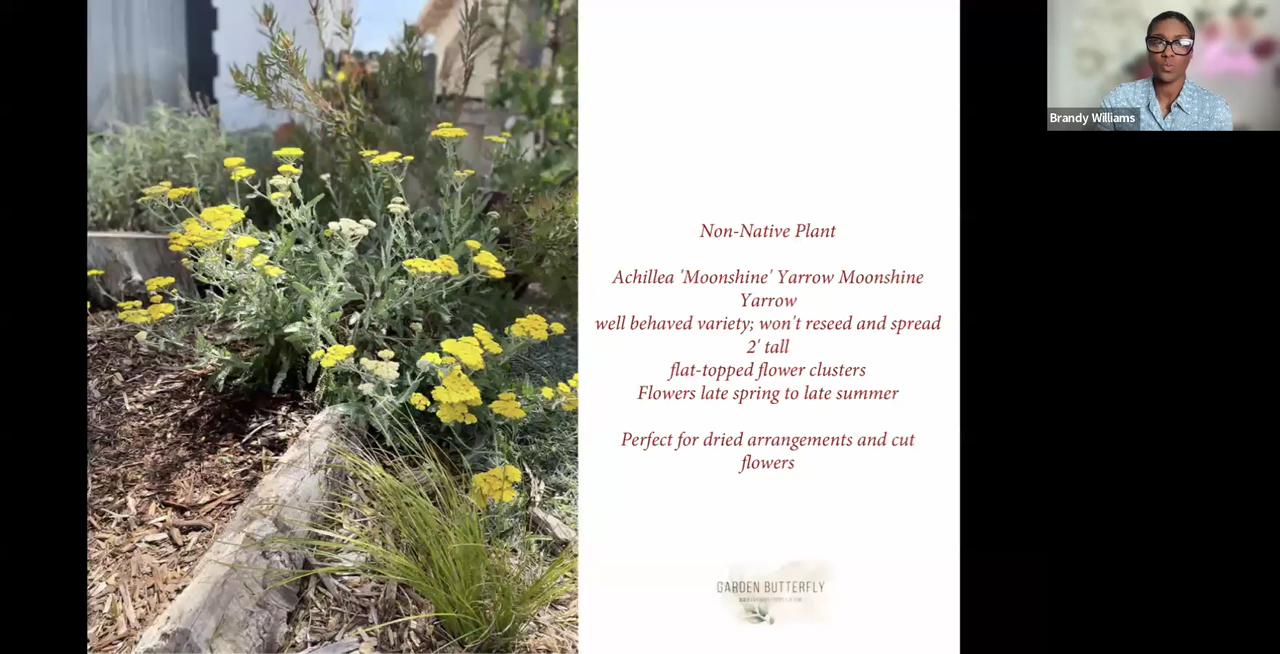 Brandy Williams
Non-Native Plant
Achillea 'Moonshine' Yarrow Moonshine
Yarrow
well behaved variety; won't reseed and spread
2' tall
flat-topped flower clusters
Flowers late spring to late summer
Perfect for dried arrangements and cut
flowers
GARDEN BUTTERFLY